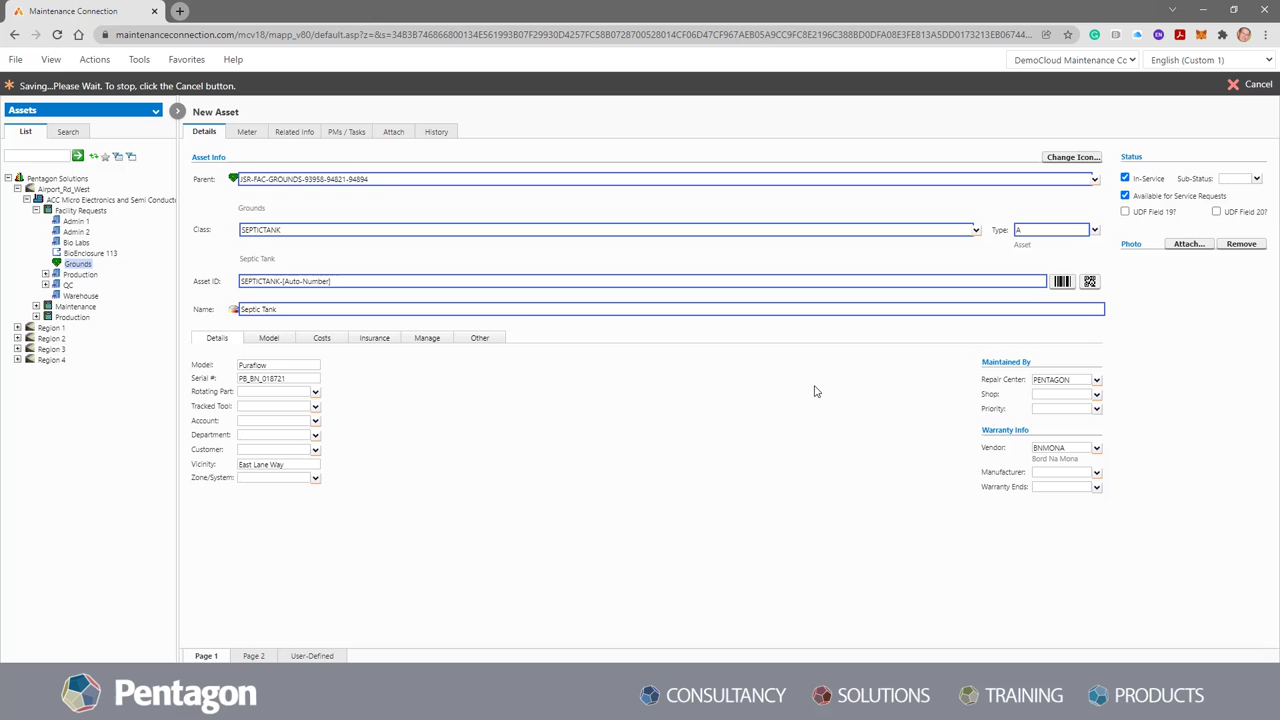 Maintenance Connection
maintenanceconnection.com/mcv18/mapp_v80/default.asp?z=&s=
File View Actions Tools Favorites Help
DemoCloud Maintenance Co
English (Custom 1)
Saving...Please Wait. To stop, click the Cancel button.
Cancel
Assets
List Search
Pentagon Solutions
Airport_Rd_West
ACC Micro Electronics and Semi Conduct
Facility Requests
Admin 1
Admin 2
Bio Labs
BioEnclosure 113
Grounds
Production
QC
Warehouse
Maintenance
Production
Region 1
Region 2
Region 3
Region 4
New Asset
Details Meter Related Info PMs / Tasks Attach History
Asset Info
Change Icon...
Parent: JSR-FAC-GROUNDS-93958-94821-94894
Grounds
Class: SEPTICTANK
Type: A
Asset
Septic Tank
Asset ID: SEPTICTANK-[Auto-Number]
Name: Septic Tank
Status
In-Service Sub-Status:
Available for Service Requests
UDF Field 19? UDF Field 20?
Photo Attach... Remove
Details Model Costs Insurance Manage Other
Model: Puraflow
Serial #: PB_BN_018721
Rotating Part:
Tracked Tool:
Account:
Department:
Customer:
Vicinity: East Lane Way
Zone/System:
Maintained By
Repair Center: PENTAGON
Shop:
Priority:
Warranty Info
Vendor: BNMONA
Bord Na Mona
Manufacturer:
Warranty Ends:
Page 1 Page 2 User-Defined
Pentagon
CONSULTANCY SOLUTIONS TRAINING PRODUCTS